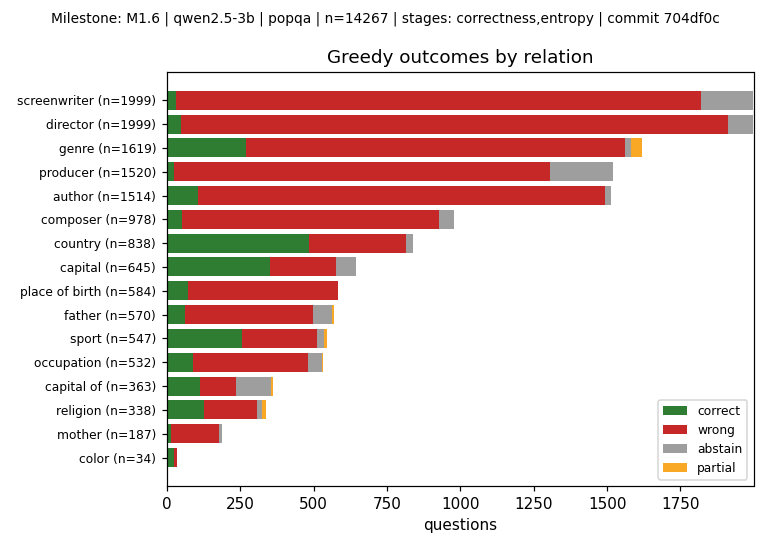 Milestone: M1.6 | qwen2.5-3b | popqa | n=14267 | stages: correctness,entropy | commit 704df0c
Greedy outcomes by relation
screenwriter (n=1999)
director (n=1999)
genre (n=1619)
producer (n=1520)
author (n=1514)
composer (n=978)
country (n=838)
capital (n=645)
place of birth (n=584)
father (n=570)
sport (n=547)
occupation (n=532)
capital of (n=363)
religion (n=338)
mother (n=187)
color (n=34)
correct
wrong
abstain
partial
0 250 500 750 1000 1250 1500 1750
questions